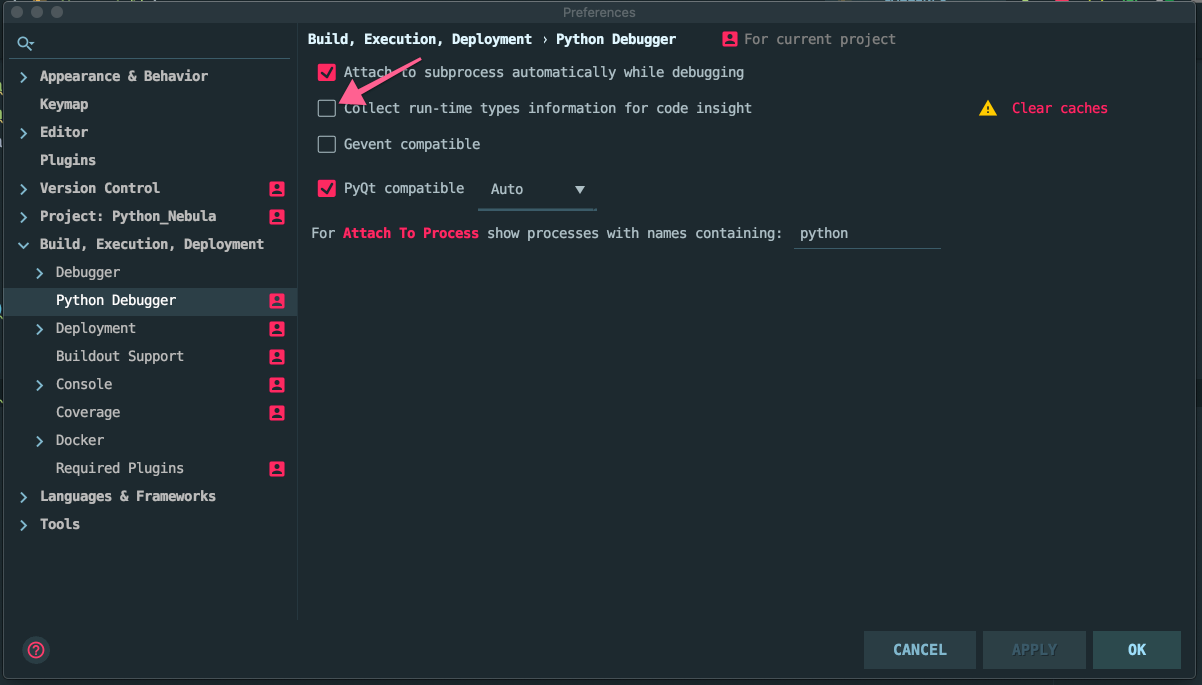 Preferences
Build, Execution, Deployment › Python Debugger For current project
Appearance & Behavior
Keymap
Editor
Plugins
Version Control
Project: Python_Nebula
Build, Execution, Deployment
Debugger
Python Debugger
Deployment
Buildout Support
Console
Coverage
Docker
Required Plugins
Languages & Frameworks
Tools
Attach to subprocess automatically while debugging
Collect run-time types information for code insight
Clear caches
Gevent compatible
PyQt compatible Auto
For Attach To Process show processes with names containing: python
?
CANCEL
APPLY
OK